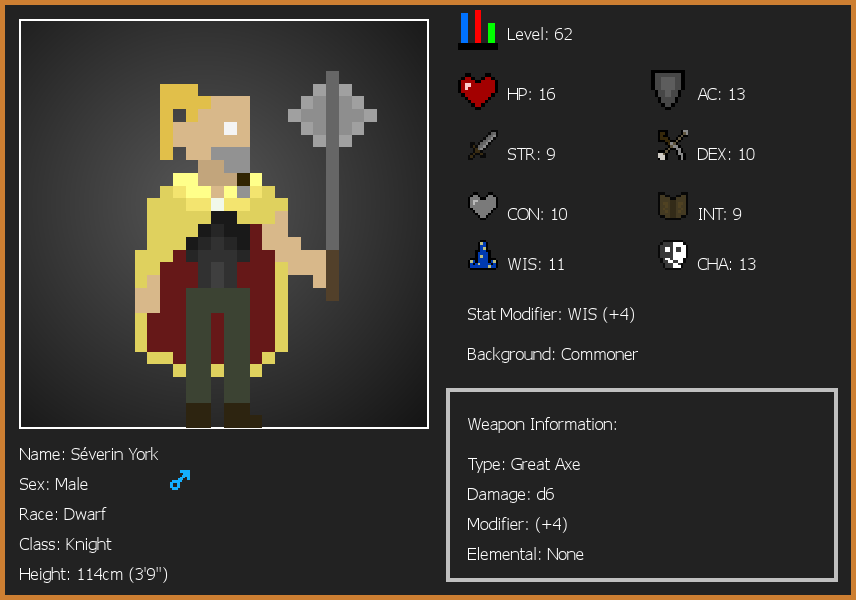 Level: 62
HP: 16
AC: 13
STR: 9
DEX: 10
CON: 10
INT: 9
WIS: 11
CHA: 13
Stat Modifier: WIS (+4)
Background: Commoner
Weapon Information:
Type: Great Axe
Damage: d6
Modifier: (+4)
Elemental: None
Name: Séverin York
Sex: Male
Race: Dwarf
Class: Knight
Height: 114cm (3'9")